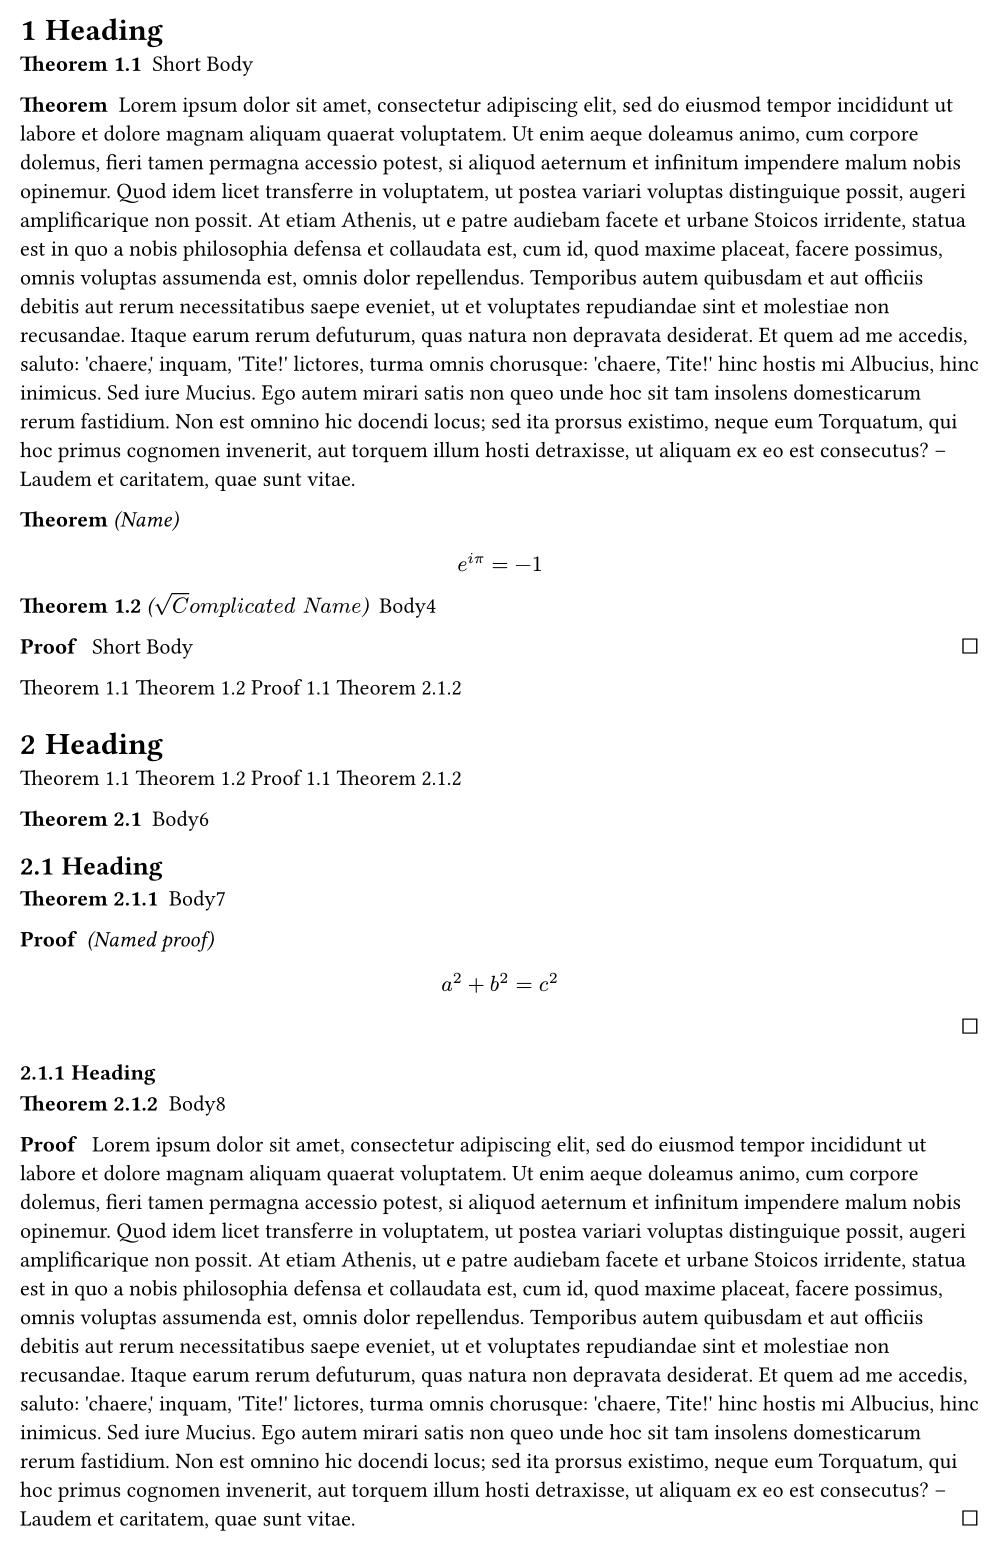 1 Heading
Theorem 1.1 Short Body
Theorem Lorem ipsum dolor sit amet, consectetur adipiscing elit, sed do eiusmod tempor incididunt ut
labore et dolore magnam aliquam quaerat voluptatem. Ut enim aeque doleamus animo, cum corpore
dolemus, fieri tamen permagna accessio potest, si aliquod aeternum et infinitum impendere malum nobis
opinemur. Quod idem licet transferre in voluptatem, ut postea variari voluptas distinguique possit, augeri
amplificarique non possit. At etiam Athenis, ut e patre audiebam facete et urbane Stoicos irridente, statua
est in quo a nobis philosophia defensa et collaudata est, cum id, quod maxime placeat, facere possimus,
omnis voluptas assumenda est, omnis dolor repellendus. Temporibus autem quibusdam et aut officiis
debitis aut rerum necessitatibus saepe eveniet, ut et voluptates repudiandae sint et molestiae non
recusandae. Itaque earum rerum defuturum, quas natura non depravata desiderat. Et quem ad me accedis,
saluto: 'chaere,' inquam, 'Tite!' lictores, turma omnis chorusque: 'chaere, Tite!' hinc hostis mi Albucius, hinc
inimicus. Sed iure Mucius. Ego autem mirari satis non queo unde hoc sit tam insolens domesticarum
rerum fastidium. Non est omnino hic docendi locus; sed ita prorsus existimo, neque eum Torquatum, qui
hoc primus cognomen invenerit, aut torquem illum hosti detraxisse, ut aliquam ex eo est consecutus? –
Laudem et caritatem, quae sunt vitae.
Theorem (Name)
e^{iπ} = −1
Theorem 1.2 (√Complicated Name) Body4
Proof Short Body □
Theorem 1.1 Theorem 1.2 Proof 1.1 Theorem 2.1.2
2 Heading
Theorem 1.1 Theorem 1.2 Proof 1.1 Theorem 2.1.2
Theorem 2.1 Body6
2.1 Heading
Theorem 2.1.1 Body7
Proof (Named proof)
a² + b² = c²
□
2.1.1 Heading
Theorem 2.1.2 Body8
Proof Lorem ipsum dolor sit amet, consectetur adipiscing elit, sed do eiusmod tempor incididunt ut
labore et dolore magnam aliquam quaerat voluptatem. Ut enim aeque doleamus animo, cum corpore
dolemus, fieri tamen permagna accessio potest, si aliquod aeternum et infinitum impendere malum nobis
opinemur. Quod idem licet transferre in voluptatem, ut postea variari voluptas distinguique possit, augeri
amplificarique non possit. At etiam Athenis, ut e patre audiebam facete et urbane Stoicos irridente, statua
est in quo a nobis philosophia defensa et collaudata est, cum id, quod maxime placeat, facere possimus,
omnis voluptas assumenda est, omnis dolor repellendus. Temporibus autem quibusdam et aut officiis
debitis aut rerum necessitatibus saepe eveniet, ut et voluptates repudiandae sint et molestiae non
recusandae. Itaque earum rerum defuturum, quas natura non depravata desiderat. Et quem ad me accedis,
saluto: 'chaere,' inquam, 'Tite!' lictores, turma omnis chorusque: 'chaere, Tite!' hinc hostis mi Albucius, hinc
inimicus. Sed iure Mucius. Ego autem mirari satis non queo unde hoc sit tam insolens domesticarum
rerum fastidium. Non est omnino hic docendi locus; sed ita prorsus existimo, neque eum Torquatum, qui
hoc primus cognomen invenerit, aut torquem illum hosti detraxisse, ut aliquam ex eo est consecutus? –
Laudem et caritatem, quae sunt vitae. □